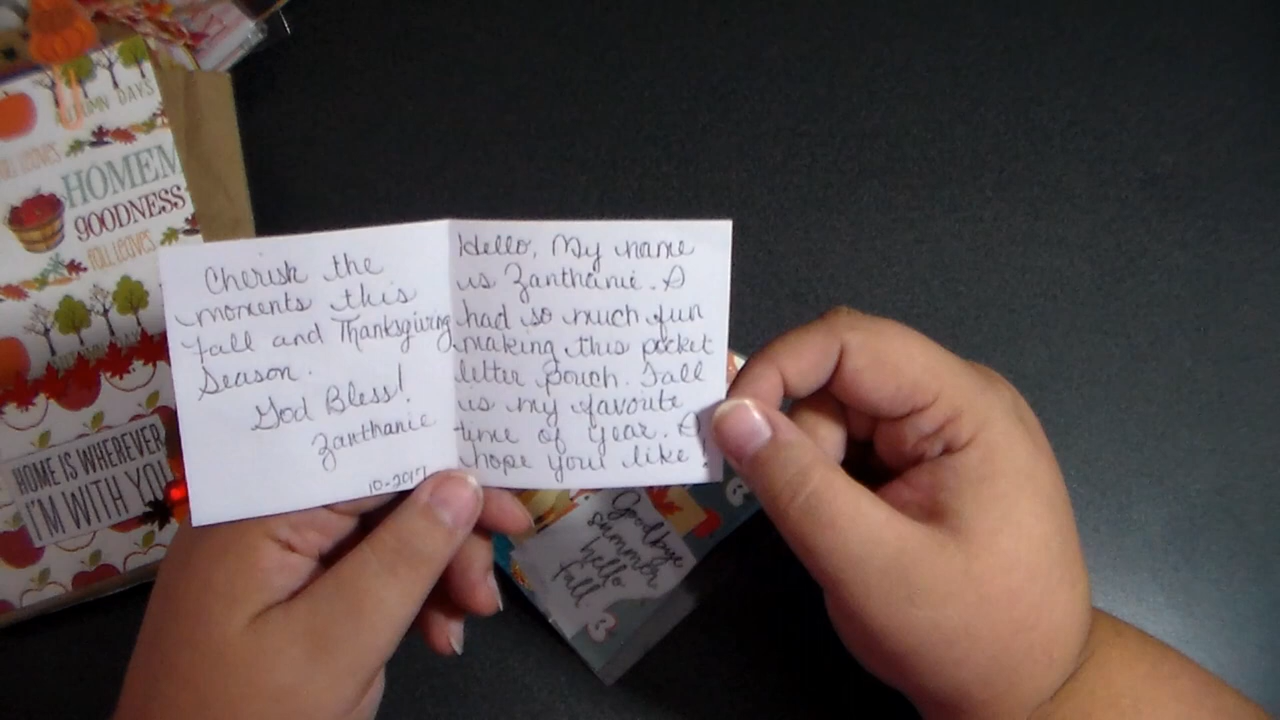 Cherish the
moments this
Fall and Thanksgiving
Season.
God Bless!
Zanthanie
10-2017
Hello, My name
is Zanthanie. I
had so much fun
making this pocket
letter pouch. Fall
is my favorite
time of year. I
hope you like!
UMN DAYS
HOMEM
GOODNESS
FALL LEAVES
HOME IS WHEREVER
I'M WITH YOU
Goodbye
summer
hello
fall.